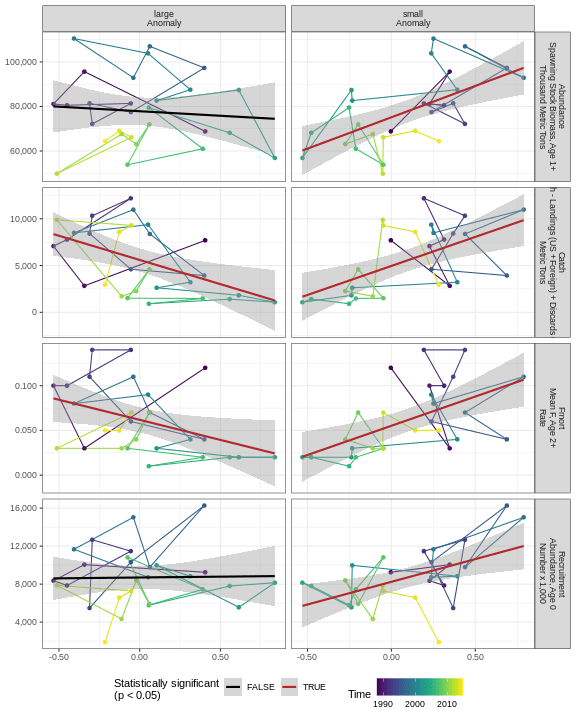 large
Anomaly
small
Anomaly
100,000
80,000
60,000
Abundance
Spawning Stock Biomass, Age 1+
Thousand Metric Tons
10,000
5,000
0
Catch
h - Landings (US +Foreign) + Discards
Metric Tons
0.100
0.050
0.000
Fmort
Mean F, Age 2+
Rate
16,000
12,000
8,000
4,000
Recruitment
Abundance, Age 0
Number x 1,000
-0.50 0.00 0.50 -0.50 0.00 0.50
Statistically significant
(p < 0.05)
FALSE
TRUE
Time
1990 2000 2010